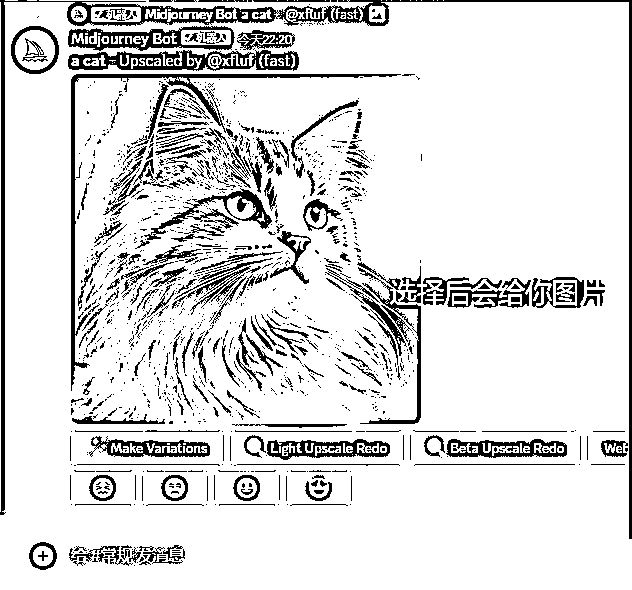 ✓机器人 Midjourney Bot a cat - @xfluf (fast)
Midjourney Bot ✓机器人 今天22:20
a cat - Upscaled by @xfluf (fast)
选择后会给你图片
Make Variations Light Upscale Redo Beta Upscale Redo Web
给#常规发消息